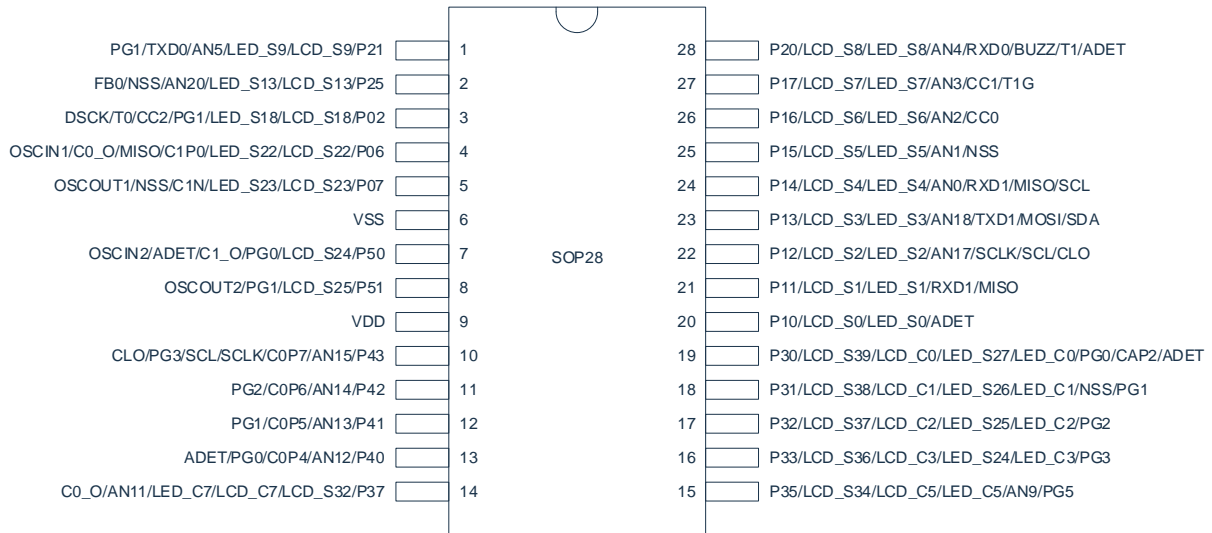 PG1/TXD0/AN5/LED_S9/LCD_S9/P21 1 28 P20/LCD_S8/LED_S8/AN4/RXD0/BUZZ/T1/ADET
FB0/NSS/AN20/LED_S13/LCD_S13/P25 2 27 P17/LCD_S7/LED_S7/AN3/CC1/T1G
DSCK/T0/CC2/PG1/LED_S18/LCD_S18/P02 3 26 P16/LCD_S6/LED_S6/AN2/CC0
OSCIN1/C0_O/MISO/C1P0/LED_S22/LCD_S22/P06 4 25 P15/LCD_S5/LED_S5/AN1/NSS
OSCOUT1/NSS/C1N/LED_S23/LCD_S23/P07 5 24 P14/LCD_S4/LED_S4/AN0/RXD1/MISO/SCL
VSS 6 23 P13/LCD_S3/LED_S3/AN18/TXD1/MOSI/SDA
OSCIN2/ADET/C1_O/PG0/LCD_S24/P50 7 SOP28 22 P12/LCD_S2/LED_S2/AN17/SCLK/SCL/CLO
OSCOUT2/PG1/LCD_S25/P51 8 21 P11/LCD_S1/LED_S1/RXD1/MISO
VDD 9 20 P10/LCD_S0/LED_S0/ADET
CLO/PG3/SCL/SCLK/C0P7/AN15/P43 10 19 P30/LCD_S39/LCD_C0/LED_S27/LED_C0/PG0/CAP2/ADET
PG2/C0P6/AN14/P42 11 18 P31/LCD_S38/LCD_C1/LED_S26/LED_C1/NSS/PG1
PG1/C0P5/AN13/P41 12 17 P32/LCD_S37/LCD_C2/LED_S25/LED_C2/PG2
ADET/PG0/C0P4/AN12/P40 13 16 P33/LCD_S36/LCD_C3/LED_S24/LED_C3/PG3
C0_O/AN11/LED_C7/LCD_C7/LCD_S32/P37 14 15 P35/LCD_S34/LCD_C5/LED_C5/AN9/PG5